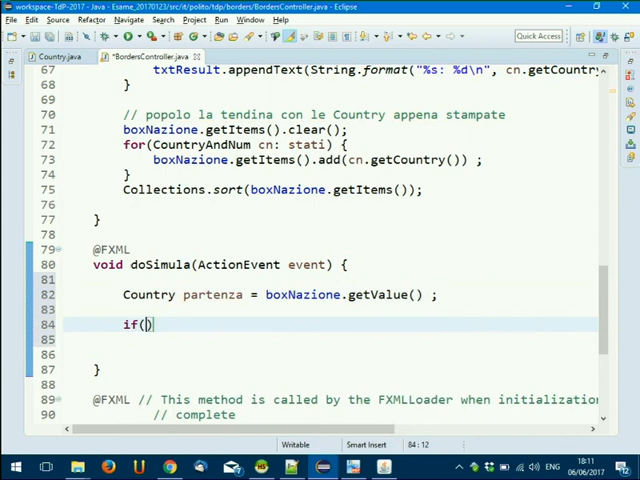 workspace-TdP-2017 - Java - Esame_20170123/src/it/polito/tdp/borders/BordersController.java - Eclipse
File Edit Source Refactor Navigate Search Project Run Window Help
Quick Access
Country.java *BordersController.java
67 txtResult.appendText(String.format("%s: %d\n", cn.getCountry
68 }
69
70 // popolo la tendina con le Country appena stampate
71 boxNazione.getItems().clear();
72 for(CountryAndNum cn: stati) {
73 boxNazione.getItems().add(cn.getCountry()) ;
74 }
75 Collections.sort(boxNazione.getItems());
76
77 }
78
79 @FXML
80 void doSimula(ActionEvent event) {
81
82 Country partenza = boxNazione.getValue() ;
83
84 if()
85
86
87 }
88
89 @FXML // This method is called by the FXMLLoader when initialization
90 // complete
Writable Smart Insert 84 : 12
ENG 18:11
06/06/2017